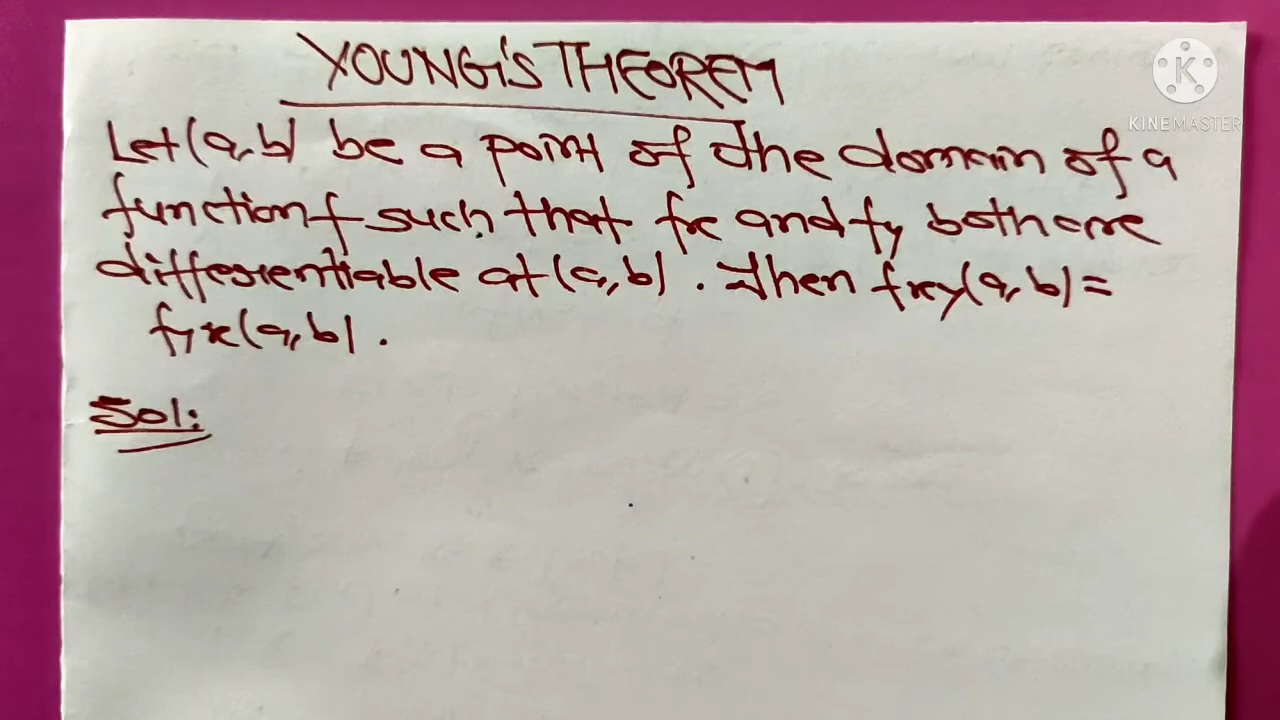 YOUNG'S THEOREM
K
KINEMASTER
Let (a,b) be a point of the domain of a
function f such that fx and fy both are
differentiable at (a,b). Then fxy(a,b)=
fyx(a,b).
Sol: